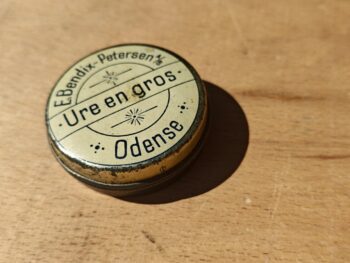 E.Bendix-Petersen A/S
Ure en gros
Odense